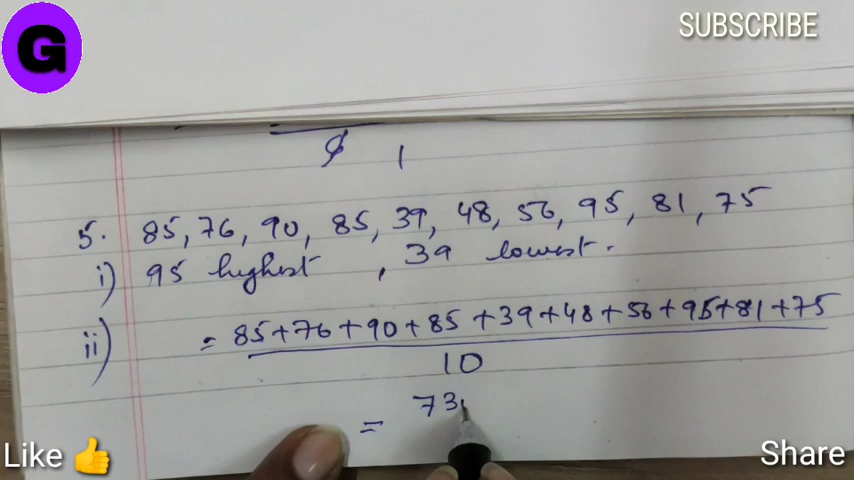 G
SUBSCRIBE
1
5. 85, 76, 90, 85, 39, 48, 56, 95, 81, 75
i) 95 highest , 39 lowest.
ii) = 85+76+90+85+39+48+56+95+81+75
10
= 73
Like
Share